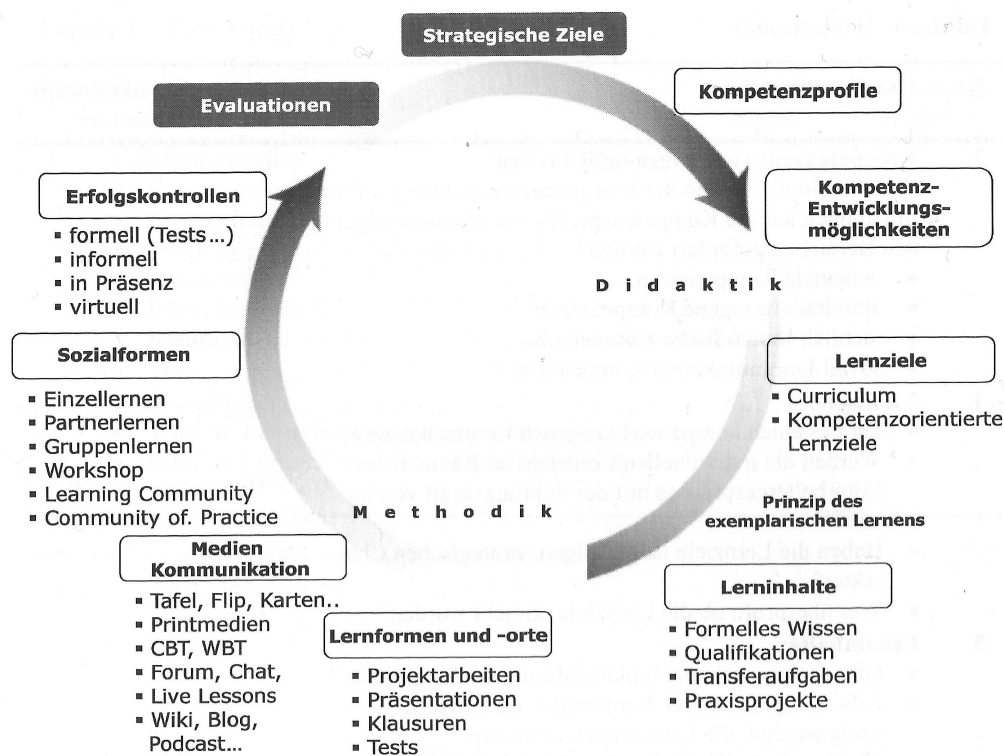 Strategische Ziele
Kompetenzprofile
Kompetenz-
Entwicklungs-
möglichkeiten
Didaktik
Lernziele
▪ Curriculum
▪ Kompetenzorientierte
Lernziele
Prinzip des
exemplarischen Lernens
Lerninhalte
▪ Formelles Wissen
▪ Qualifikationen
▪ Transferaufgaben
▪ Praxisprojekte
Methodik
Lernformen und -orte
▪ Projektarbeiten
▪ Präsentationen
▪ Klausuren
▪ Tests
Medien
Kommunikation
▪ Tafel, Flip, Karten..
▪ Printmedien
▪ CBT, WBT
▪ Forum, Chat,
▪ Live Lessons
▪ Wiki, Blog,
Podcast...
Sozialformen
▪ Einzellernen
▪ Partnerlernen
▪ Gruppenlernen
▪ Workshop
▪ Learning Community
▪ Community of. Practice
Erfolgskontrollen
▪ formell (Tests...)
▪ informell
▪ in Präsenz
▪ virtuell
Evaluationen